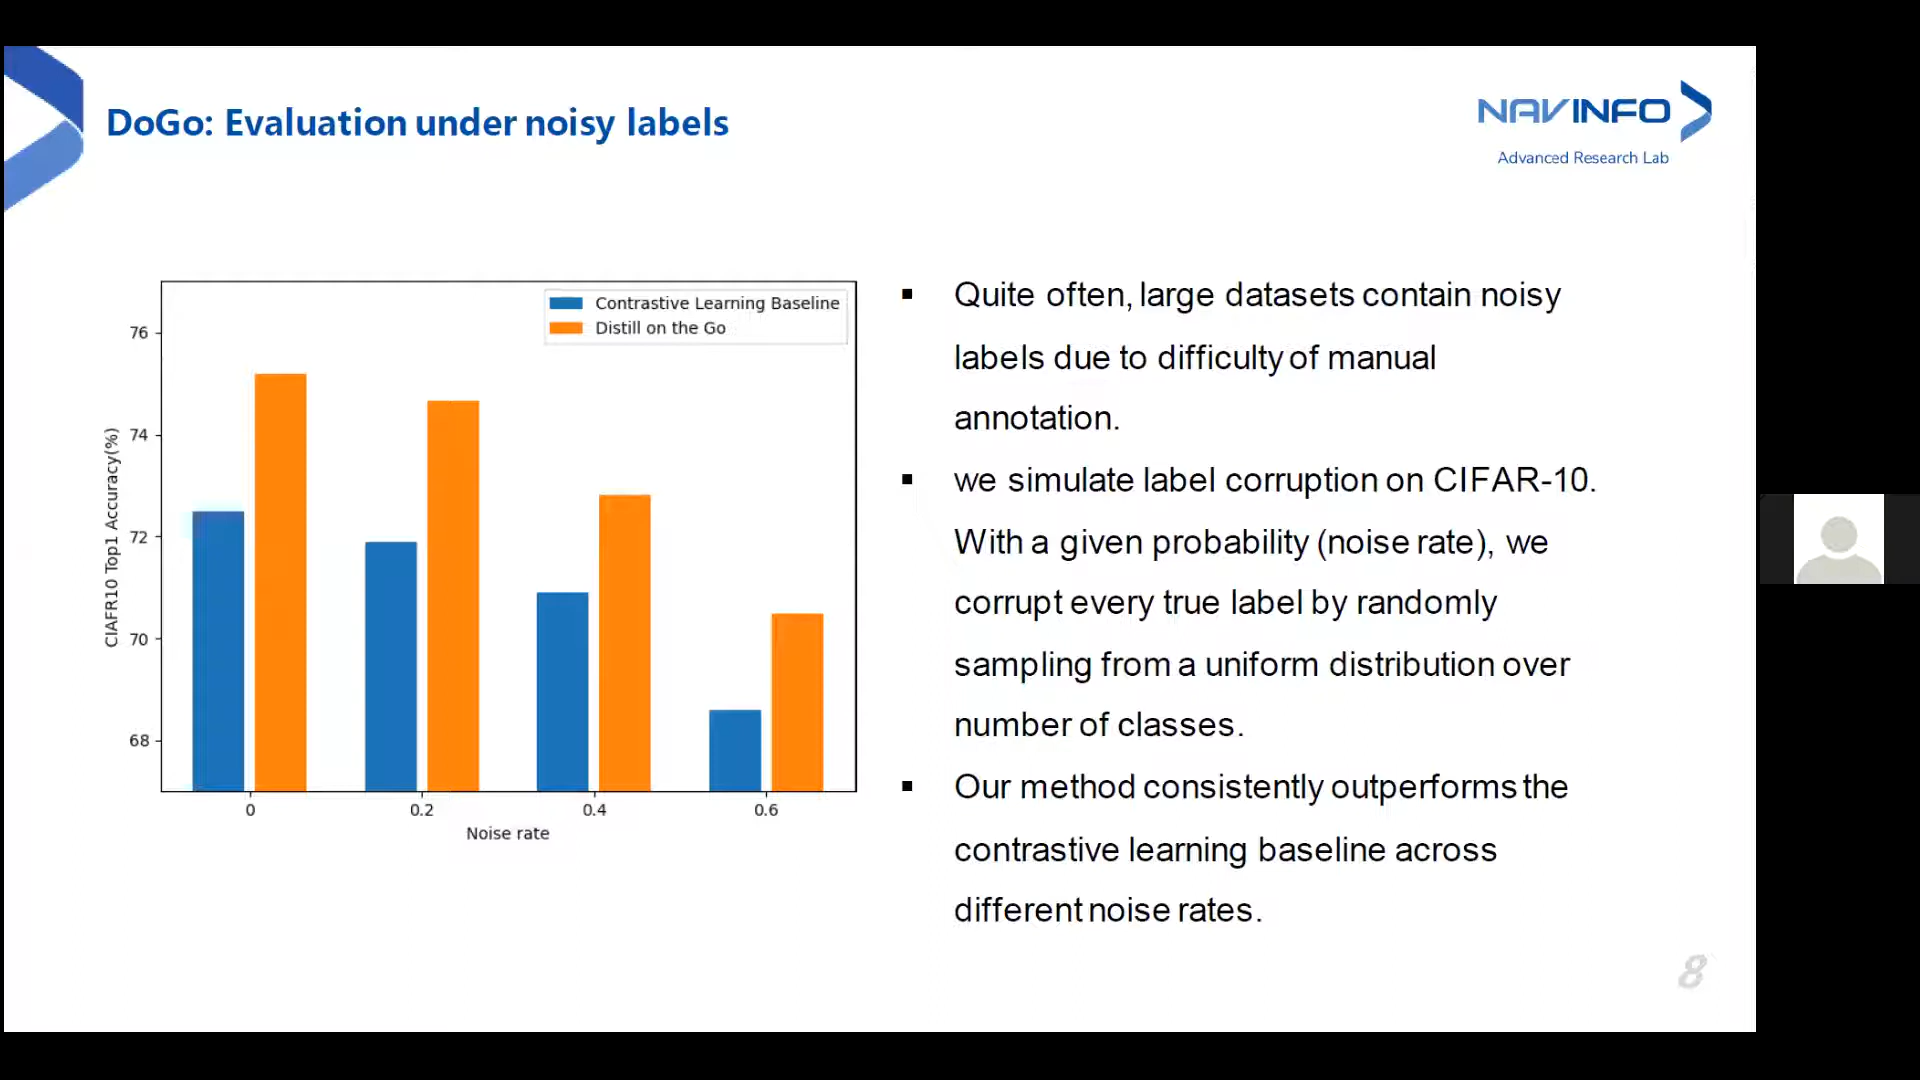 DoGo: Evaluation under noisy labels
NAVINFO
Advanced Research Lab
Contrastive Learning Baseline
Distill on the Go
76
74
72
70
68
CIAFR10 Top1 Accuracy(%)
0 0.2 0.4 0.6
Noise rate
▪ Quite often, large datasets contain noisy
labels due to difficulty of manual
annotation.
▪ we simulate label corruption on CIFAR-10.
With a given probability (noise rate), we
corrupt every true label by randomly
sampling from a uniform distribution over
number of classes.
▪ Our method consistently outperforms the
contrastive learning baseline across
different noise rates.
8